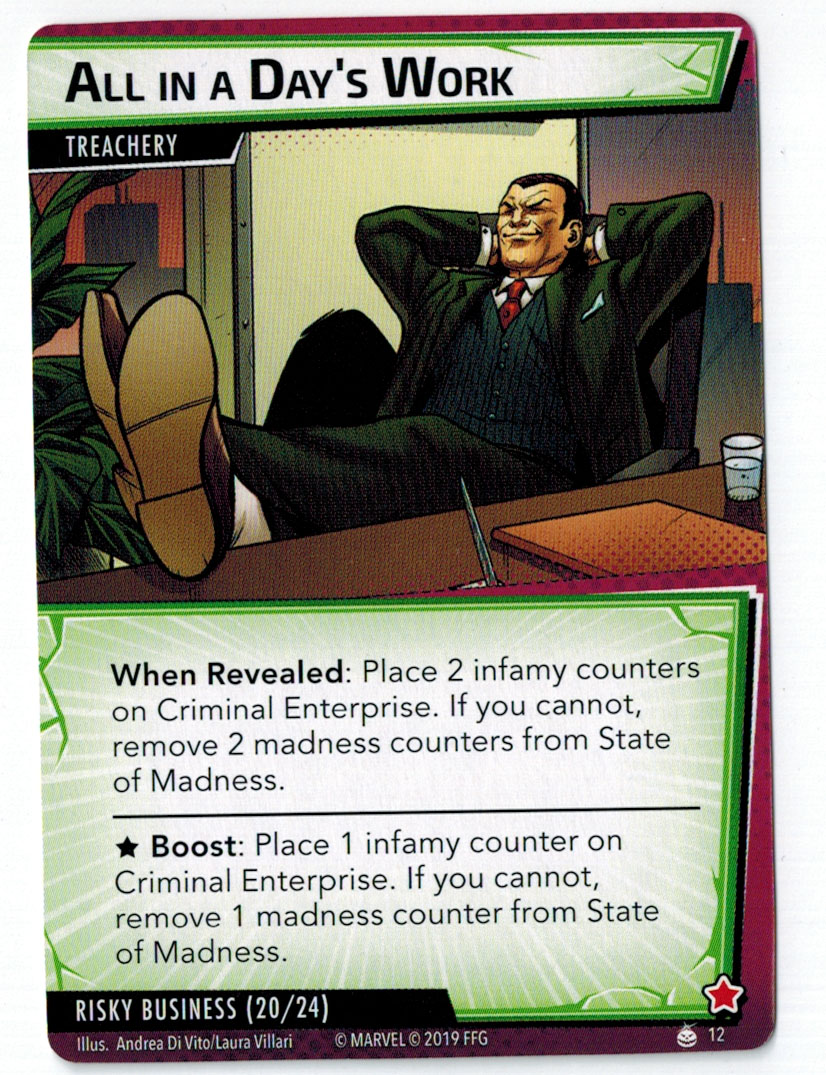 ALL IN A DAY'S WORK
TREACHERY
When Revealed: Place 2 infamy counters
on Criminal Enterprise. If you cannot,
remove 2 madness counters from State
of Madness.
★ Boost: Place 1 infamy counter on
Criminal Enterprise. If you cannot,
remove 1 madness counter from State
of Madness.
RISKY BUSINESS (20/24)
Illus. Andrea Di Vito/Laura Villari © MARVEL © 2019 FFG 12